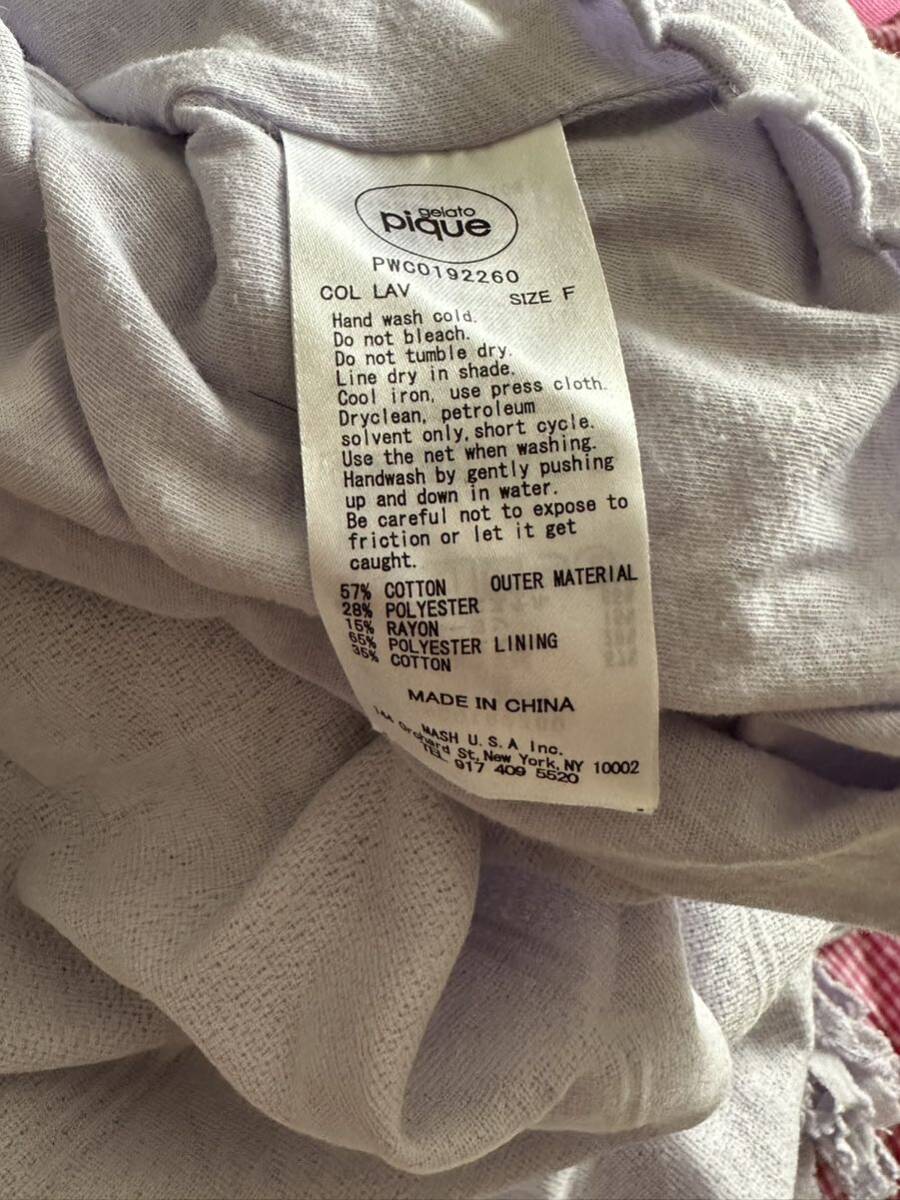 gelato
pique
PWCO192260
COL LAV SIZE F
Hand wash cold.
Do not bleach.
Do not tumble dry.
Line dry in shade.
Cool iron, use press cloth.
Dryclean, petroleum
solvent only, short cycle.
Use the net when washing.
Handwash by gently pushing
up and down in water.
Be careful not to expose to
friction or let it get
caught.
57% COTTON OUTER MATERIAL
28% POLYESTER
15% RAYON
65% POLYESTER LINING
35% COTTON
MADE IN CHINA
MASH U.S.A Inc.
144 Orchard St, New York, NY 10002
TEL 917 409 5520